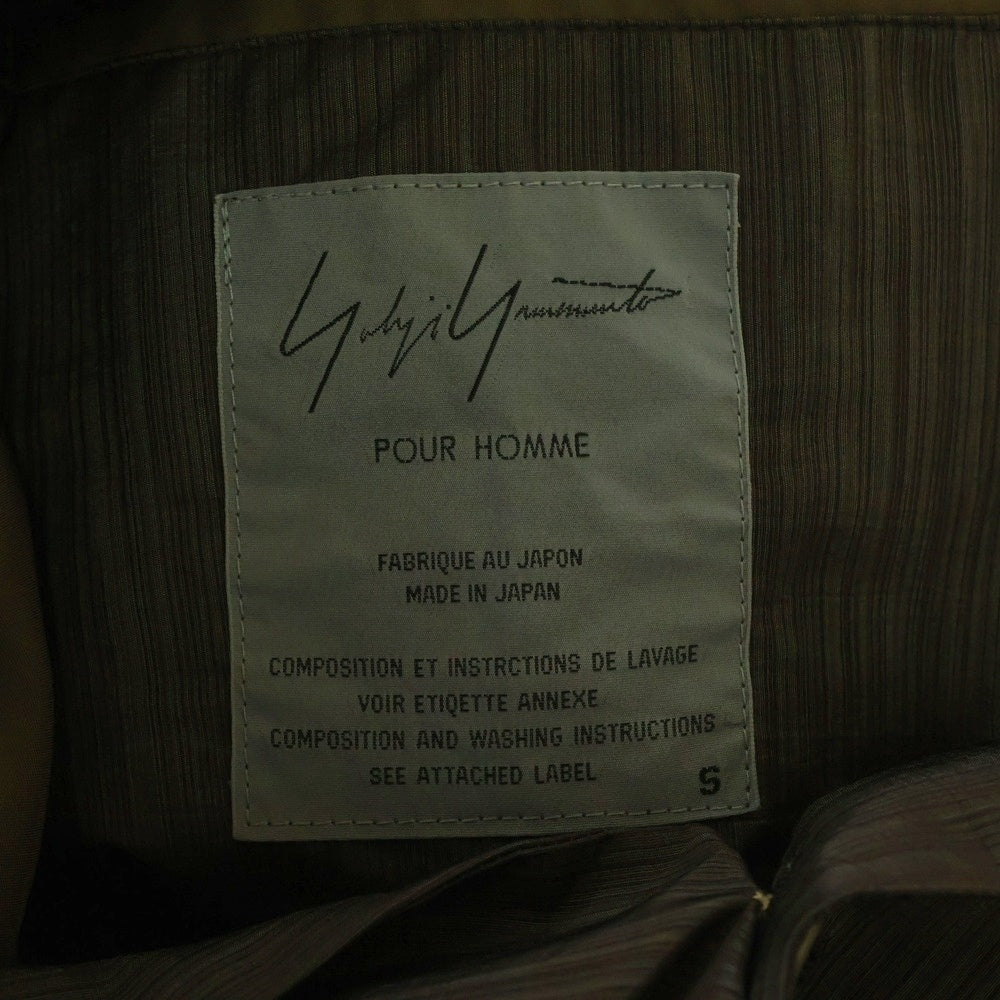 Yohji Yamamoto
POUR HOMME
FABRIQUE AU JAPON
MADE IN JAPAN
COMPOSITION ET INSTRCTIONS DE LAVAGE
VOIR ETIQETTE ANNEXE
COMPOSITION AND WASHING INSTRUCTIONS
SEE ATTACHED LABEL
S